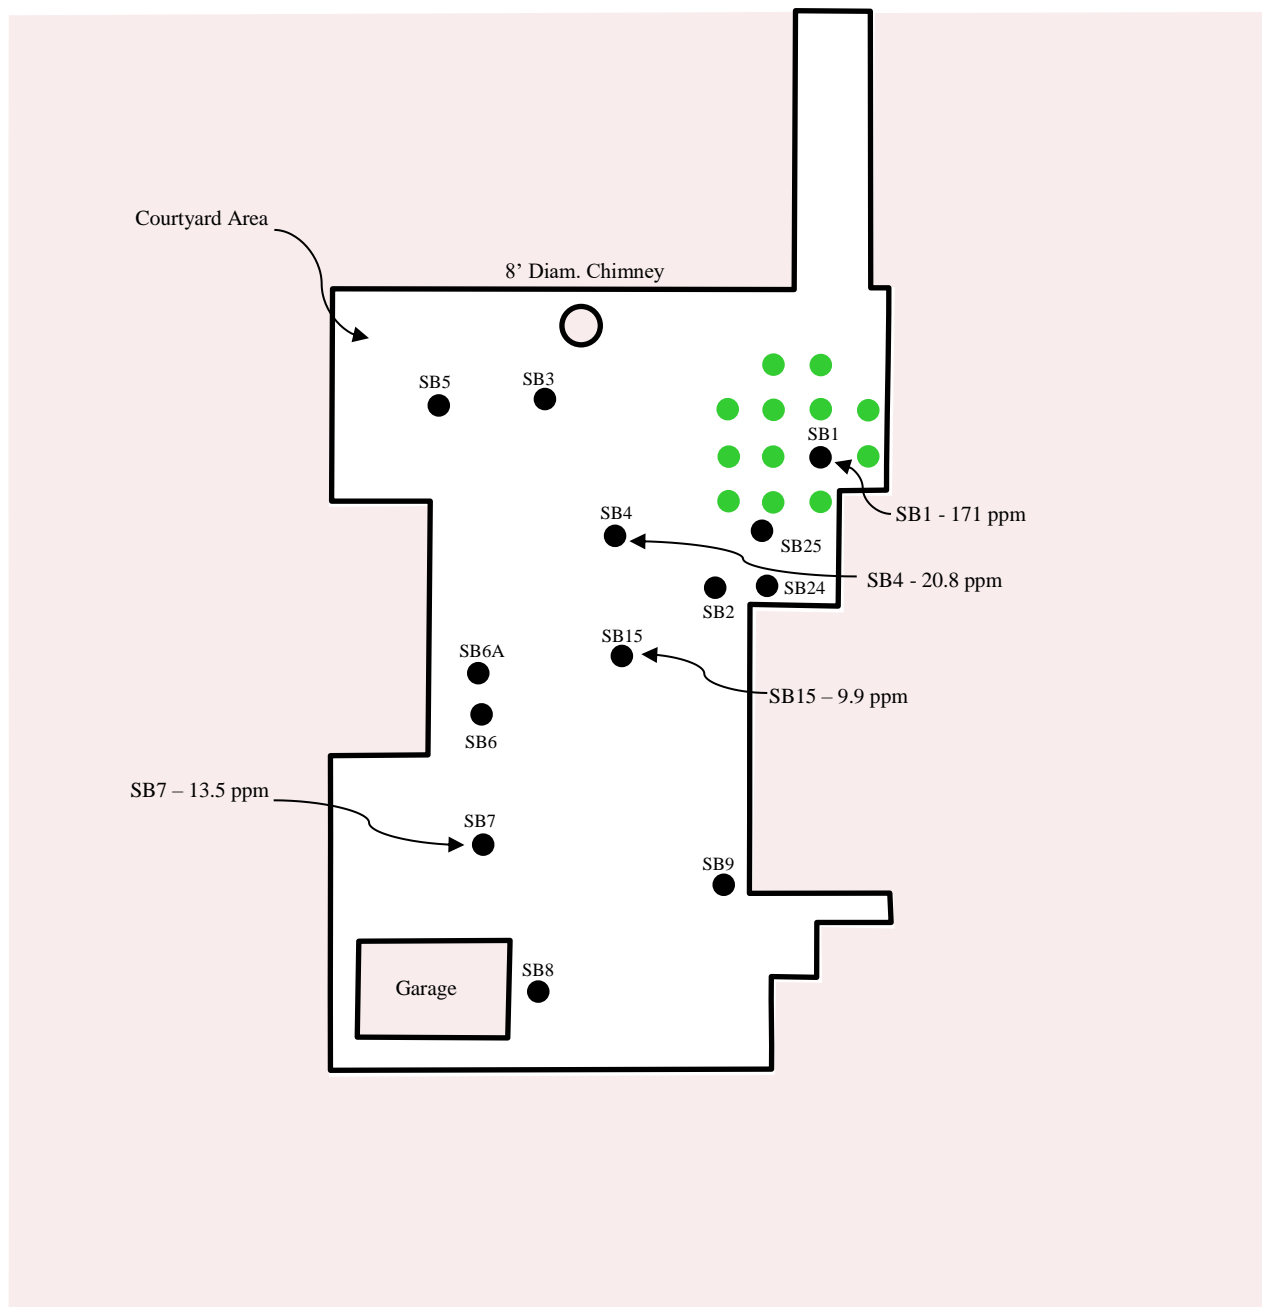 Courtyard Area
8’ Diam. Chimney
SB5
SB3
SB1
SB1 - 171 ppm
SB4
SB25
SB4 - 20.8 ppm
SB24
SB2
SB15
SB6A
SB15 – 9.9 ppm
SB6
SB7 – 13.5 ppm
SB7
SB9
SB8
Garage